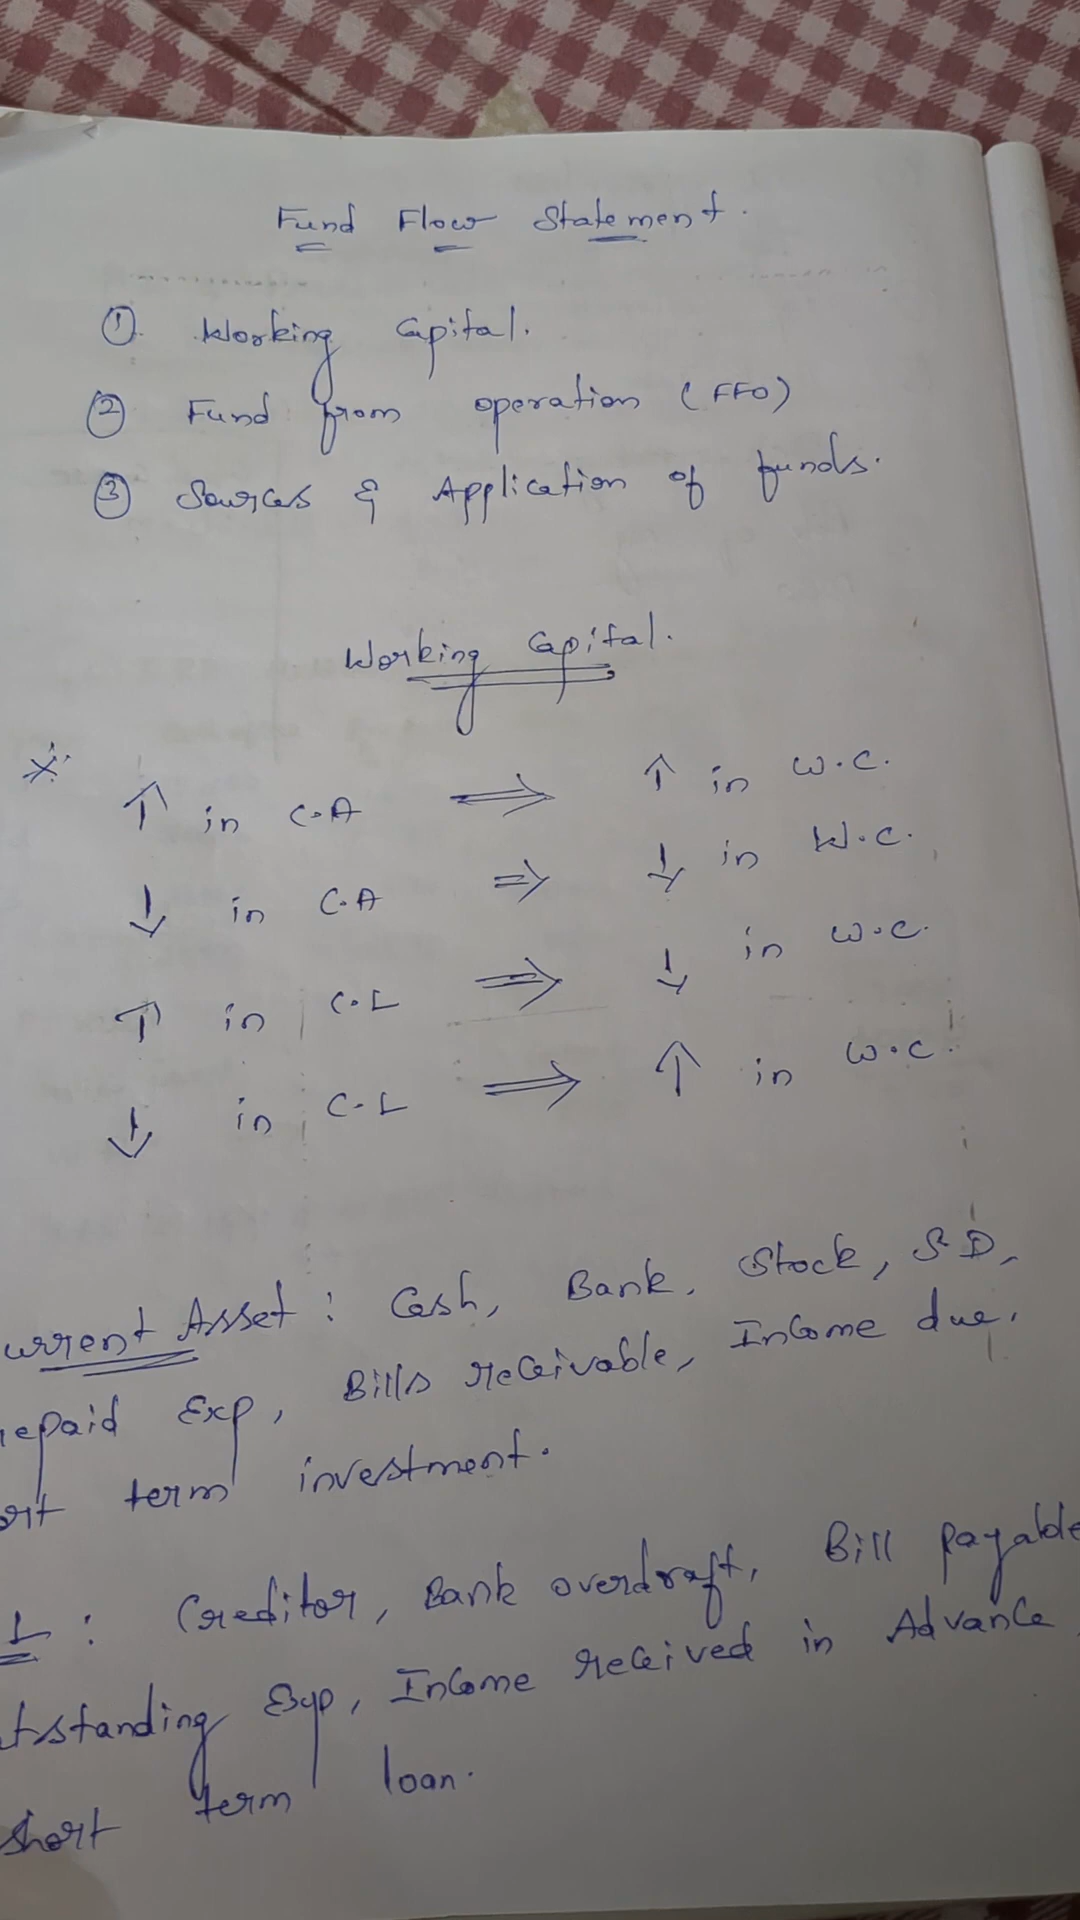 Fund Flow Statement.
① Working Capital.
② Fund from operation (FFO)
③ Sources & Application of funds.
Working Capital.
* ↑ in C.A ⇒ ↑ in W.C.
↓ in C.A ⇒ ↓ in W.C.
↑ in C.L ⇒ ↓ in W.C.
↓ in C.L ⇒ ↑ in W.C.
urrent Asset : Cash, Bank, Stock, S.D,
repaid Exp, Bills receivable, Income due,
ort term investment.
L : Creditor, Bank overdraft, Bill payable
tstanding Exp, Income received in Advance,
short term loan.